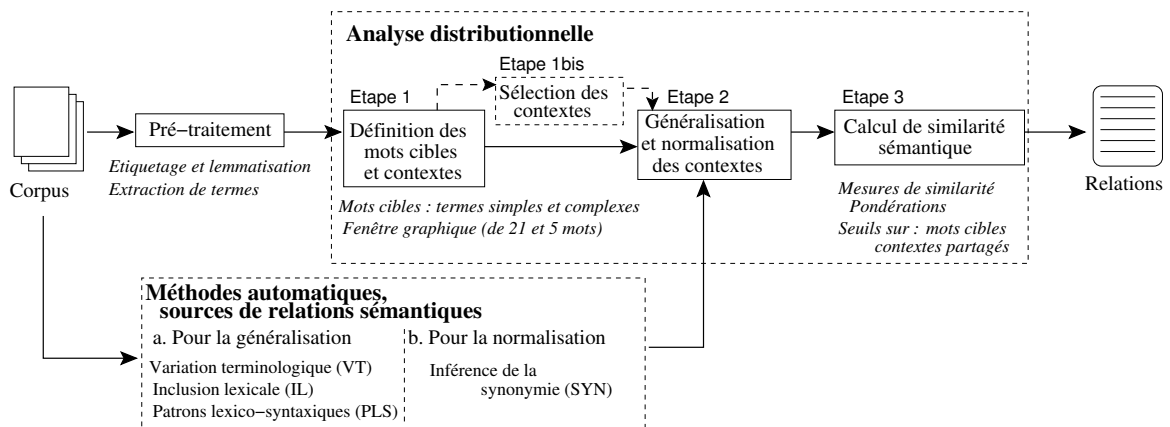 Analyse distributionnelle
Etape 1bis
Sélection des
contextes
Etape 1
Définition des
mots cibles
et contextes
Etape 2
Généralisation
et normalisation
des contextes
Etape 3
Calcul de similarité
sémantique
Pré−traitement
Etiquetage et lemmatisation
Extraction de termes
Corpus
Relations
Mots cibles : termes simples et complexes
Fenêtre graphique (de 21 et 5 mots)
Mesures de similarité
Pondérations
Seuils sur : mots cibles
contextes partagés
Méthodes automatiques,
sources de relations sémantiques
a. Pour la généralisation
Variation terminologique (VT)
Inclusion lexicale (IL)
Patrons lexico−syntaxiques (PLS)
b. Pour la normalisation
Inférence de la
synonymie (SYN)